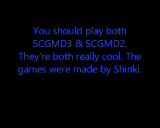 You should play both
SCGMD3 & SCGMD2.
They're both really cool. The
games were made by Shinki.